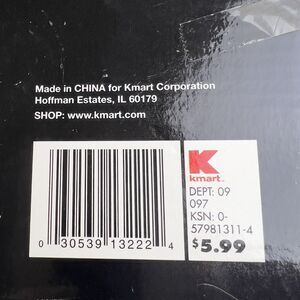 Made in CHINA for Kmart Corporation
Hoffman Estates, IL 60179
SHOP: www.kmart.com
0 30539 13222 4
K
kmart
DEPT: 09
097
KSN: 0-
57981311-4
$5.99